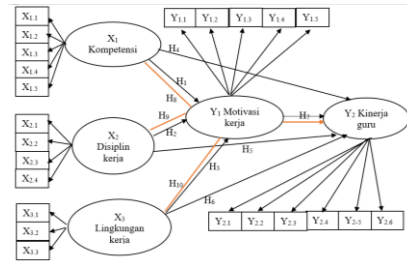 X1.1
X1.2
X1.3
X1.4
X1.5
X1
Kompetensi
Y1.1 Y1.2 Y1.3 Y1.4 Y1.5
H4
H1
H8
X2.1
X2.2
X2.3
X2.4
X2
Disiplin
kerja
H9
H2
Y1 Motivasi
kerja
H7
Y2 Kinerja
guru
H5
H10
H3
H6
X3.1
X3.2
X3.3
X3
Lingkungan
kerja
Y2.1 Y2.2 Y2.3 Y2.4 Y2-5 Y2.6